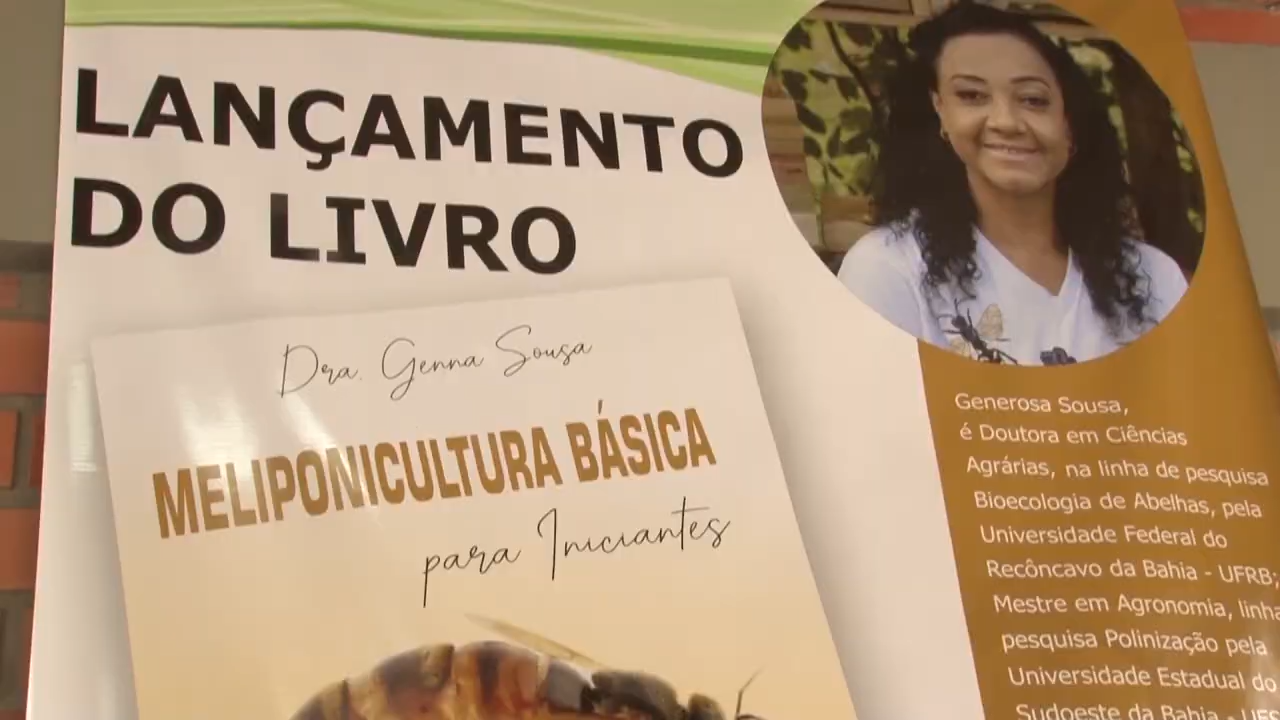 LANÇAMENTO
DO LIVRO
Dra. Genna Sousa
MELIPONICULTURA BÁSICA
para Iniciantes
Generosa Sousa,
é Doutora em Ciências
Agrárias, na linha de pesquisa
Bioecologia de Abelhas, pela
Universidade Federal do
Recôncavo da Bahia - UFRB;
Mestre em Agronomia, linha
pesquisa Polinização pela
Universidade Estadual do
Sudoeste da Bahia -